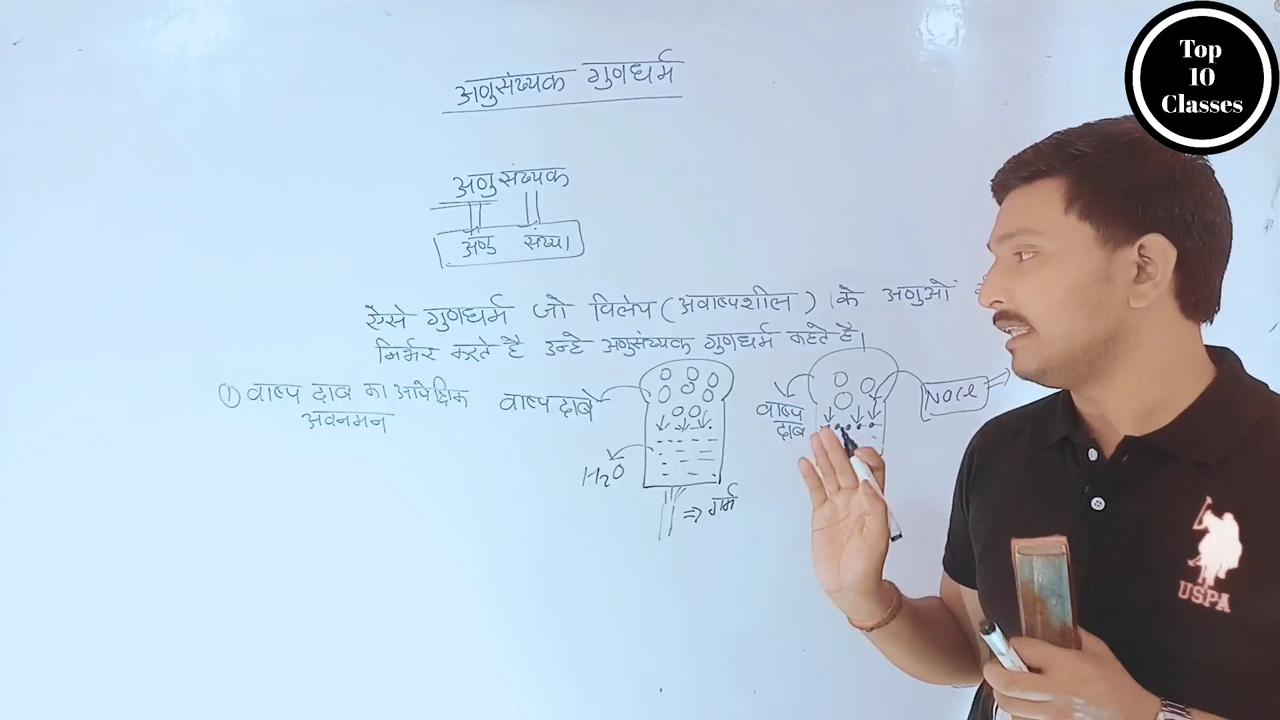 Top
10
Classes
अणुसंख्यक गुणधर्म
अणुसंख्यक
अणु संख्या
ऐसे गुणधर्म जो विलेय (अवाष्पशील) के अणुओं
निर्भर करते है उन्हे अणुसंख्यक गुणधर्म कहते है।
① वाष्प दाब का आपेक्षिक
अवनमन
वाष्प दाब
H₂O
⇒ गर्म
वाष्प
दाब
NaCl
U.S.P.A